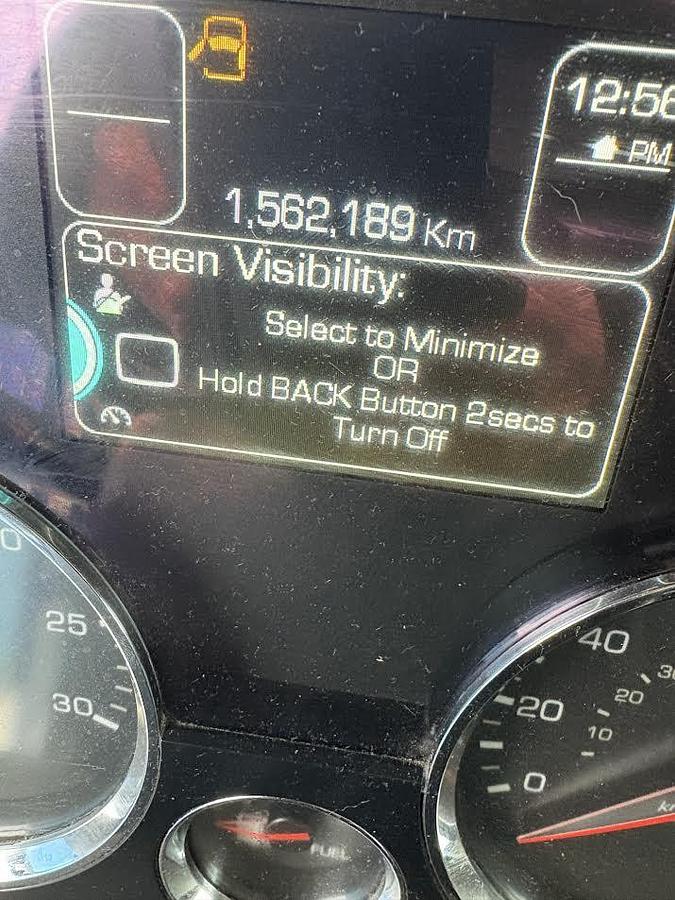 12:56
PM
1,562,189 Km
Screen Visibility:
Select to Minimize
OR
Hold BACK Button 2secs to
Turn Off
25
30
40
20
0
30
20
10
FUEL